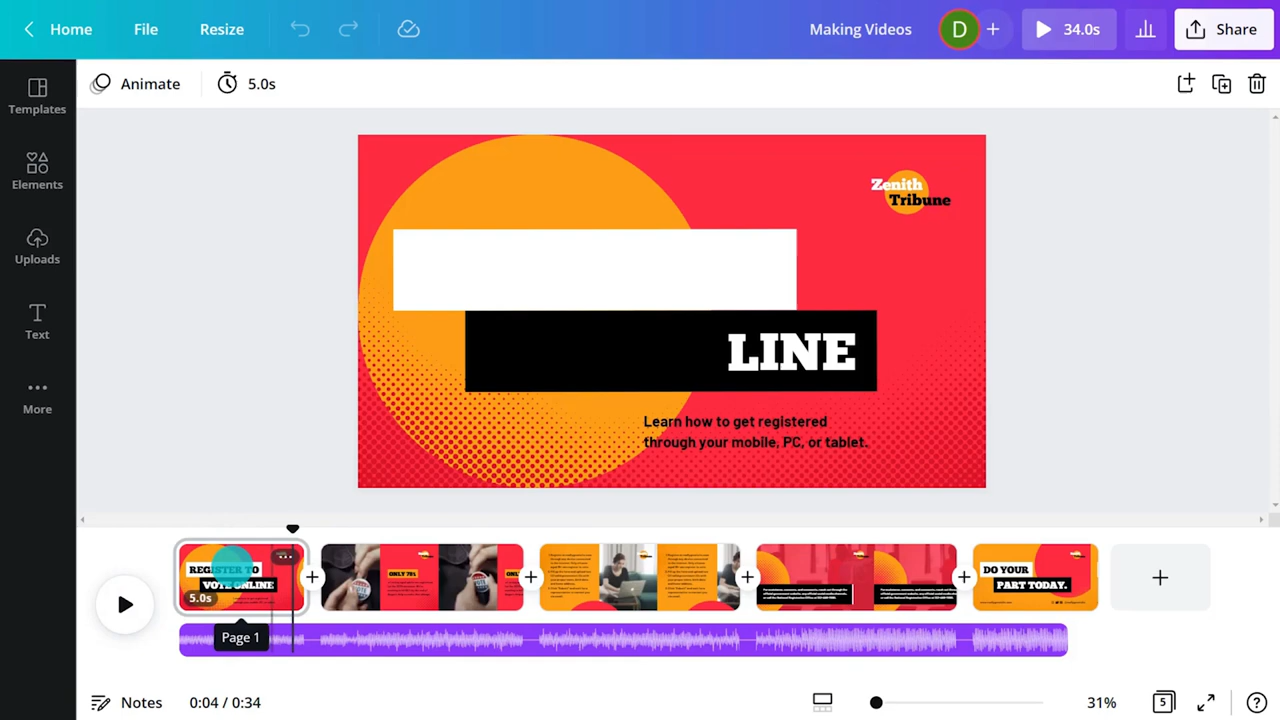 Home File Resize Making Videos D 34.0s Share
Animate 5.0s
Templates
Elements
Uploads
Text
More
Zenith
Tribune
LINE
Learn how to get registered
through your mobile, PC, or tablet.
REGISTER TO
VOTE ONLINE
5.0s
ONLY 70%
DO YOUR
PART TODAY.
Page 1
Notes 0:04 / 0:34 31% 5 ?